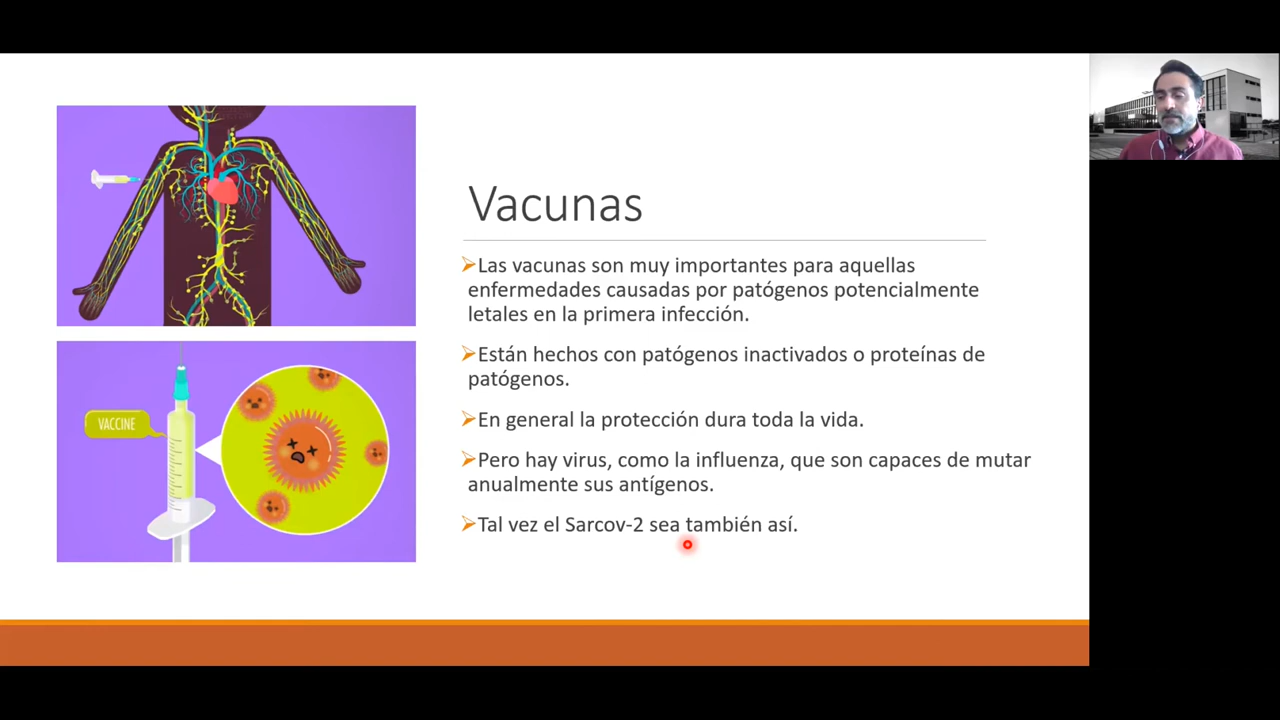 Vacunas
➢Las vacunas son muy importantes para aquellas
enfermedades causadas por patógenos potencialmente
letales en la primera infección.
➢Están hechos con patógenos inactivados o proteínas de
patógenos.
➢En general la protección dura toda la vida.
➢Pero hay virus, como la influenza, que son capaces de mutar
anualmente sus antígenos.
➢Tal vez el Sarcov-2 sea también así.
VACCINE